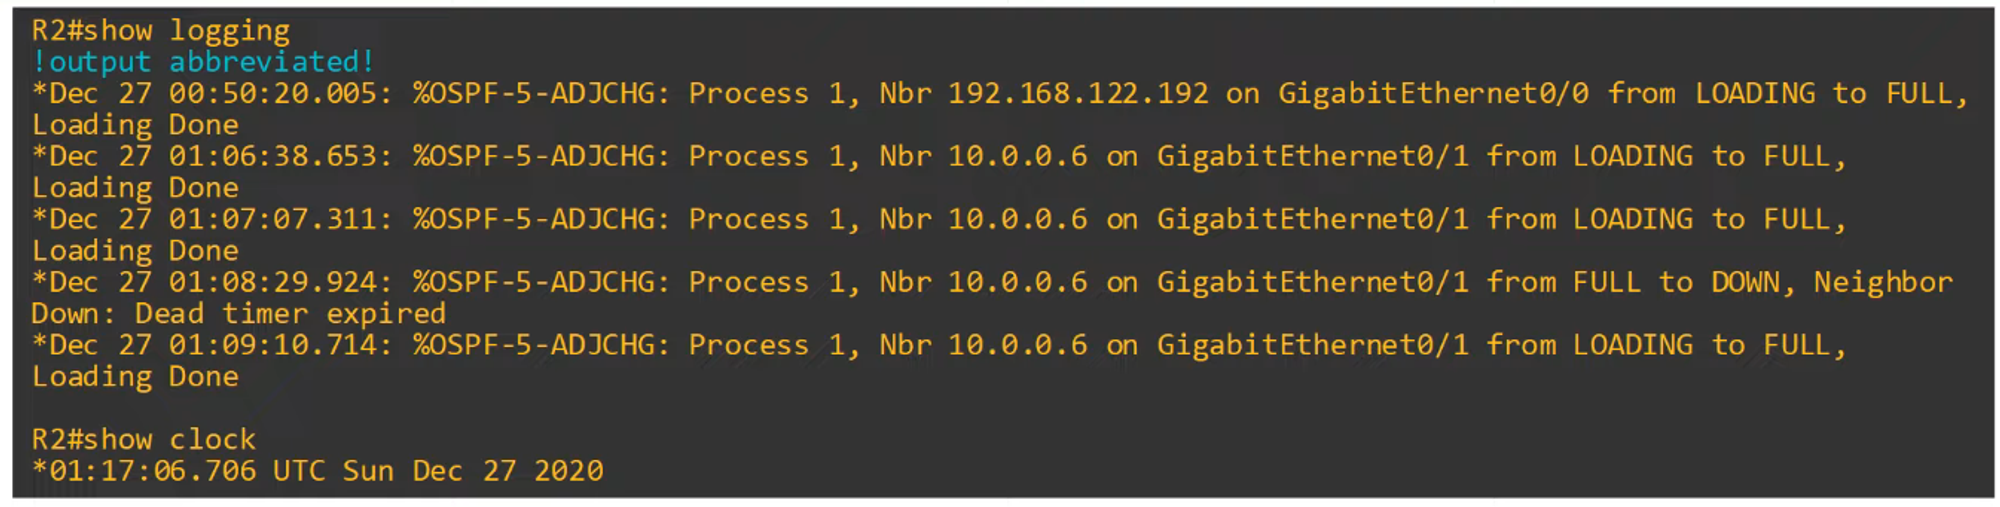 R2#show logging
!output abbreviated!
*Dec 27 00:50:20.005: %OSPF-5-ADJCHG: Process 1, Nbr 192.168.122.192 on GigabitEthernet0/0 from LOADING to FULL,
Loading Done
*Dec 27 01:06:38.653: %OSPF-5-ADJCHG: Process 1, Nbr 10.0.0.6 on GigabitEthernet0/1 from LOADING to FULL,
Loading Done
*Dec 27 01:07:07.311: %OSPF-5-ADJCHG: Process 1, Nbr 10.0.0.6 on GigabitEthernet0/1 from LOADING to FULL,
Loading Done
*Dec 27 01:08:29.924: %OSPF-5-ADJCHG: Process 1, Nbr 10.0.0.6 on GigabitEthernet0/1 from FULL to DOWN, Neighbor
Down: Dead timer expired
*Dec 27 01:09:10.714: %OSPF-5-ADJCHG: Process 1, Nbr 10.0.0.6 on GigabitEthernet0/1 from LOADING to FULL,
Loading Done
R2#show clock
*01:17:06.706 UTC Sun Dec 27 2020